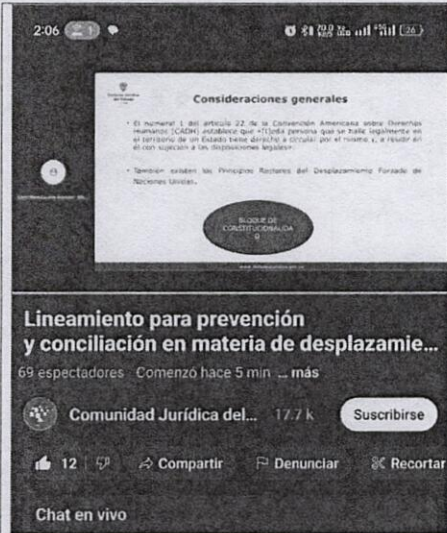 2:06
1
26
Consideraciones generales
• El numeral 1 del artículo 22 de la Convención Americana sobre Derechos
Humanos (CADH) establece que «[t]oda persona que se halle legalmente en
el territorio de un Estado tiene derecho a circular por el mismo y, a residir en
él con sujeción a las disposiciones legales»
• También existen los Principios Rectores del Desplazamiento Forzado de
Naciones Unidas.
BLOQUE DE
CONSTITUCIONALIDA
D
Lineamiento para prevención
y conciliación en materia de desplazamie...
69 espectadores Comenzó hace 5 min ... más
Comunidad Jurídica del... 17.7 k Suscribirse
12 Compartir Denunciar Recortar
Chat en vivo